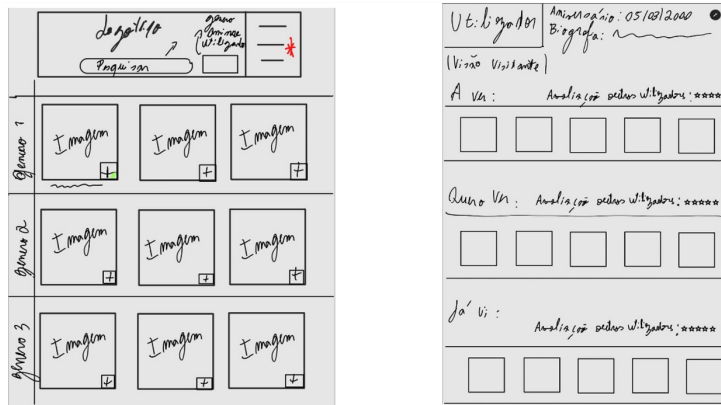 Logótipo
género
anime
utilizador
Pesquisar
género 1
Imagem
Imagem
Imagem
+
+
+
género 2
Imagem
Imagem
Imagem
+
+
+
género 3
Imagem
Imagem
Imagem
+
+
+
Utilizador
Aniversário: 05/03/2000
Biografia:
(Visão Visitante)
A ver: Avaliação outros utilizadores: *****
Quero Ver: Avaliação outros utilizadores: *****
Já vi:
Avaliação outros utilizadores: *****